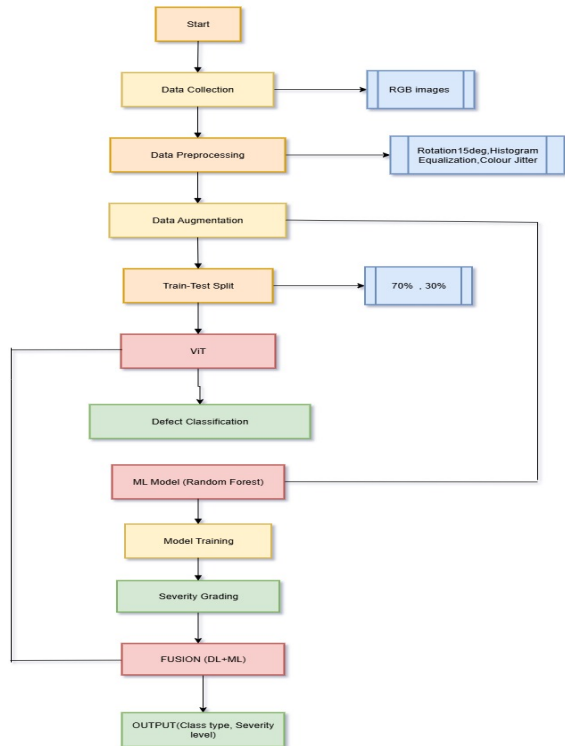 Start
Data Collection
RGB images
Data Preprocessing
Rotation15deg,Histogram
Equalization,Colour Jitter
Data Augmentation
Train-Test Split
70% , 30%
ViT
Defect Classification
ML Model (Random Forest)
Model Training
Severity Grading
FUSION (DL+ML)
OUTPUT(Class type, Severity
level)